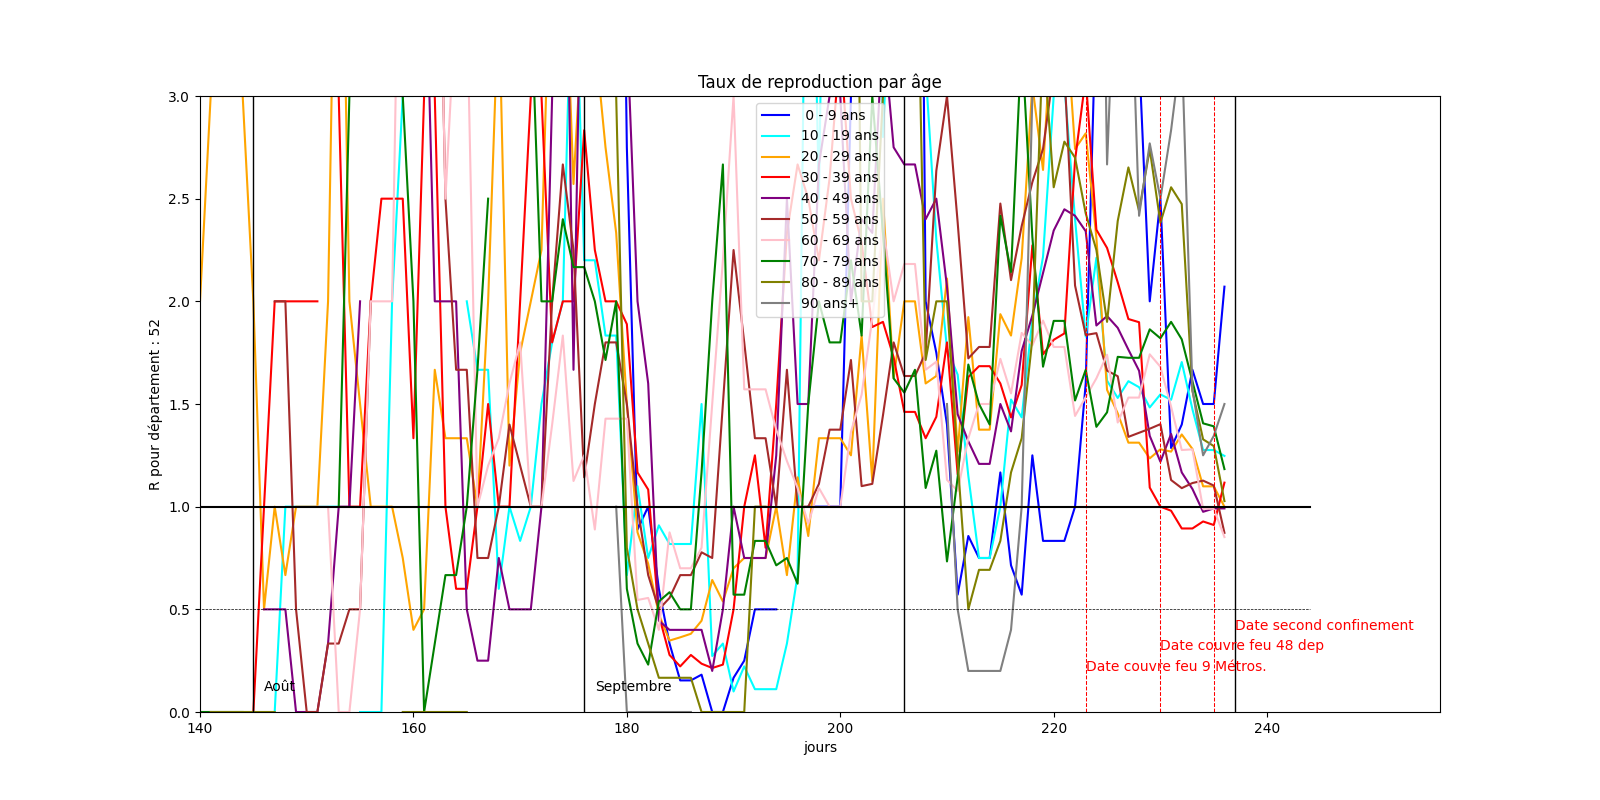 Taux de reproduction par âge
R pour département : 52
3.0
2.5
2.0
1.5
1.0
0.5
0.0
0 - 9 ans
10 - 19 ans
20 - 29 ans
30 - 39 ans
40 - 49 ans
50 - 59 ans
60 - 69 ans
70 - 79 ans
80 - 89 ans
90 ans+
Date second confinement
Date couvre feu 48 dep
Date couvre feu 9 Métros.
Août
Septembre
140
160
180
200
220
240
jours